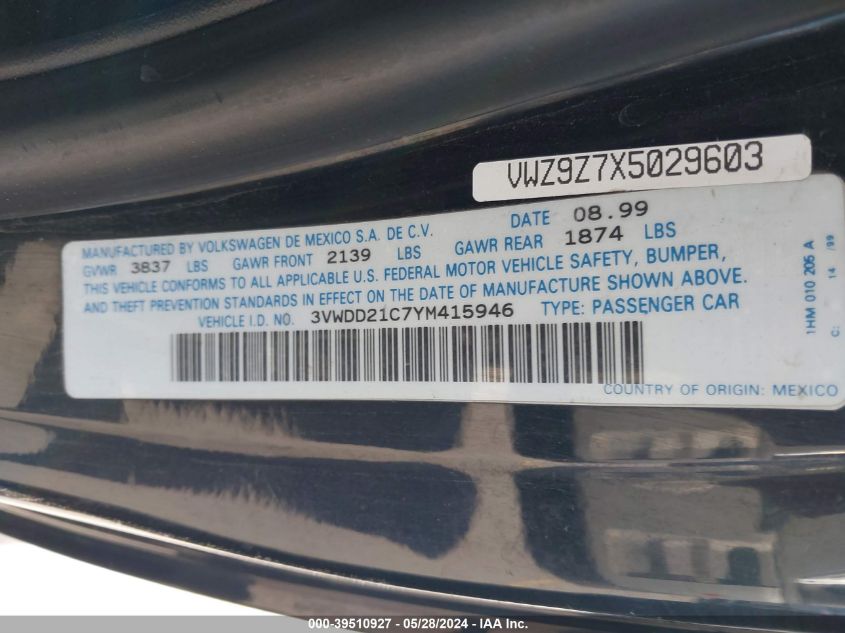 VWZ9Z7X5029603
MANUFACTURED BY VOLKSWAGEN DE MEXICO S.A. DE C.V. DATE 08.99
GVWR 3837 LBS GAWR FRONT 2139 LBS GAWR REAR 1874 LBS
THIS VEHICLE CONFORMS TO ALL APPLICABLE U.S. FEDERAL MOTOR VEHICLE SAFETY, BUMPER,
AND THEFT PREVENTION STANDARDS IN EFFECT ON THE DATE OF MANUFACTURE SHOWN ABOVE.
VEHICLE I.D. NO. 3VWDD21C7YM415946 TYPE: PASSENGER CAR
COUNTRY OF ORIGIN: MEXICO
1HM 010 205 A
C: 14 /99
000-39510927 - 05/28/2024 - IAA Inc.